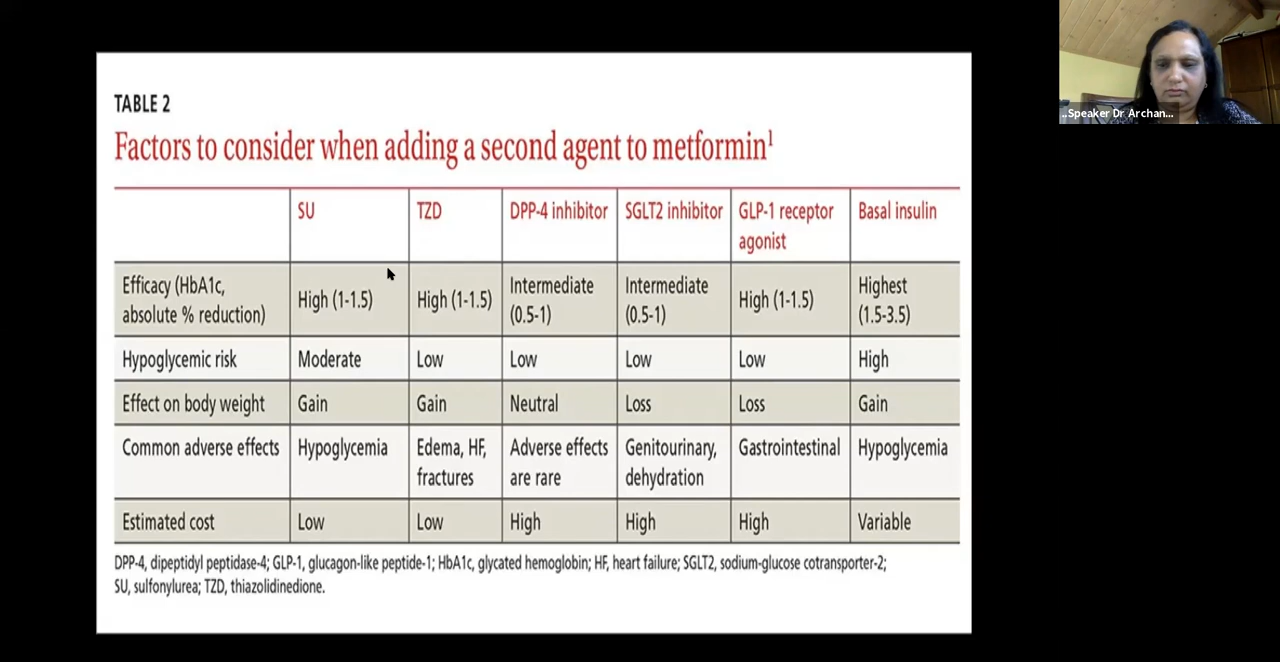 TABLE 2
Factors to consider when adding a second agent to metformin1
SU TZD DPP-4 inhibitor SGLT2 inhibitor GLP-1 receptor agonist Basal insulin
Efficacy (HbA1c, absolute % reduction) High (1-1.5) High (1-1.5) Intermediate (0.5-1) Intermediate (0.5-1) High (1-1.5) Highest (1.5-3.5)
Hypoglycemic risk Moderate Low Low Low Low High
Effect on body weight Gain Gain Neutral Loss Loss Gain
Common adverse effects Hypoglycemia Edema, HF, fractures Adverse effects are rare Genitourinary, dehydration Gastrointestinal Hypoglycemia
Estimated cost Low Low High High High Variable
DPP-4, dipeptidyl peptidase-4; GLP-1, glucagon-like peptide-1; HbA1c, glycated hemoglobin; HF, heart failure; SGLT2, sodium-glucose cotransporter-2;
SU, sulfonylurea; TZD, thiazolidinedione.
..Speaker Dr Archan...